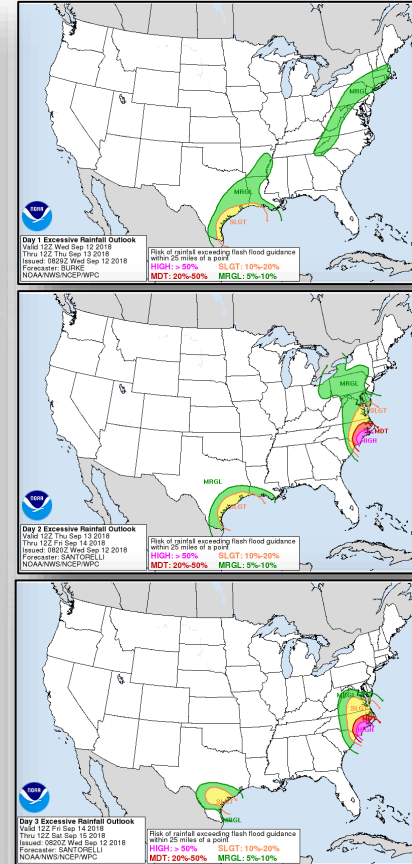 MRGL
MRGL
SLGT
NOAA
Day 1 Excessive Rainfall Outlook
Valid 12Z Wed Sep 12 2018
Thru 12Z Thu Sep 13 2018
Issued: 0829Z Wed Sep 12 2018
Forecaster: BURKE
NOAA/NWS/NCEP/WPC
Risk of rainfall exceeding flash flood guidance
within 25 miles of a point
HIGH: > 50% SLGT: 10%-20%
MDT: 20%-50% MRGL: 5%-10%
MRGL
SLGT
MDT
HIGH
MRGL
SLGT
NOAA
Day 2 Excessive Rainfall Outlook
Valid 12Z Thu Sep 13 2018
Thru 12Z Fri Sep 14 2018
Issued: 0820Z Wed Sep 12 2018
Forecaster: SANTORELLI
NOAA/NWS/NCEP/WPC
Risk of rainfall exceeding flash flood guidance
within 25 miles of a point
HIGH: > 50% SLGT: 10%-20%
MDT: 20%-50% MRGL: 5%-10%
MRGL
SLGT
MDT
HIGH
SLGT
MRGL
NOAA
Day 3 Excessive Rainfall Outlook
Valid 12Z Fri Sep 14 2018
Thru 12Z Sat Sep 15 2018
Issued: 0820Z Wed Sep 12 2018
Forecaster: SANTORELLI
NOAA/NWS/NCEP/WPC
Risk of rainfall exceeding flash flood guidance
within 25 miles of a point
HIGH: > 50% SLGT: 10%-20%
MDT: 20%-50% MRGL: 5%-10%